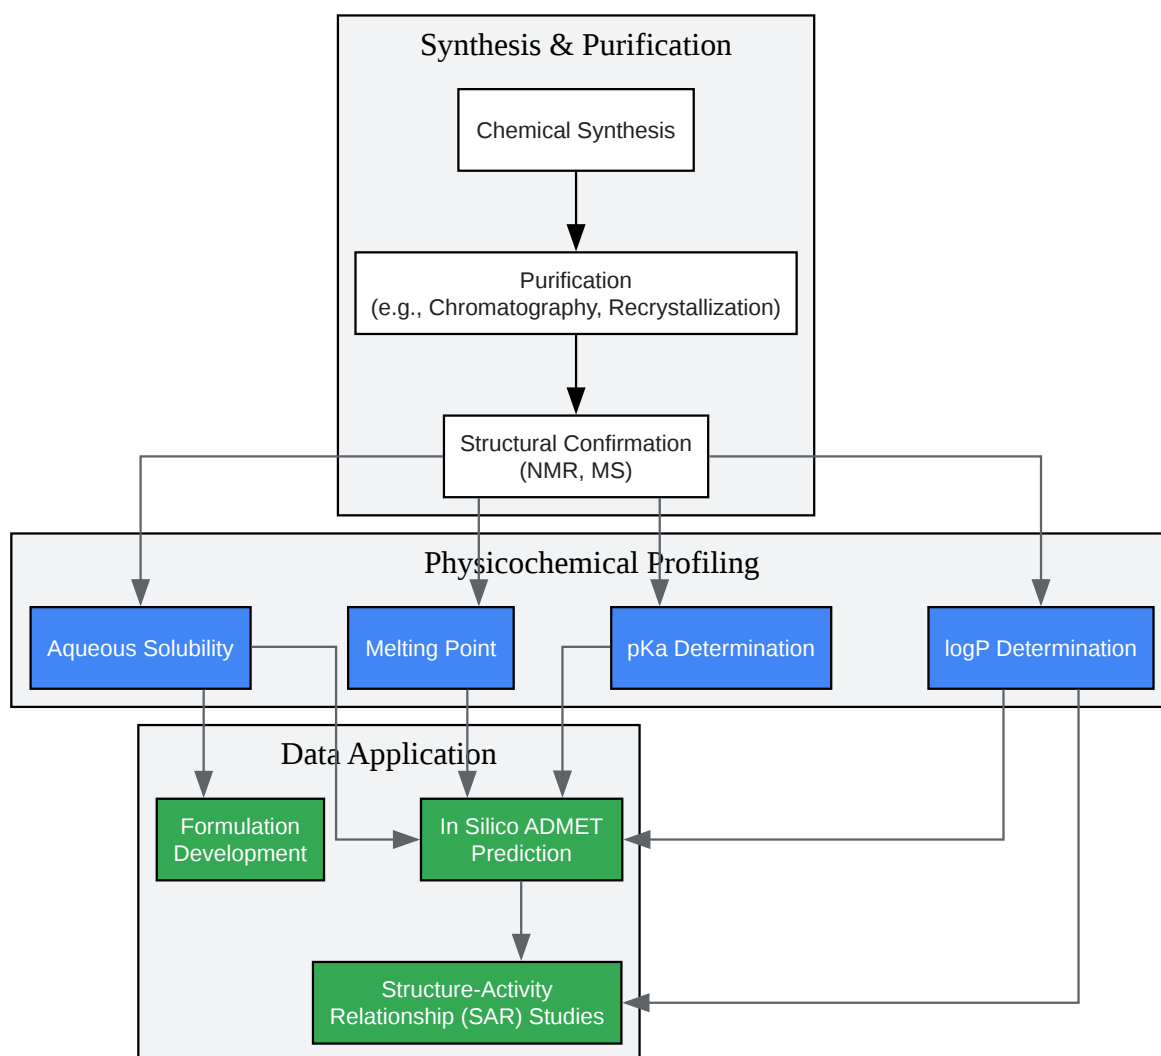 Synthesis & Purification
Chemical Synthesis
Purification
(e.g., Chromatography, Recrystallization)
Structural Confirmation
(NMR, MS)
Physicochemical Profiling
Aqueous Solubility
Melting Point
pKa Determination
logP Determination
Data Application
Formulation
Development
In Silico ADMET
Prediction
Structure-Activity
Relationship (SAR) Studies